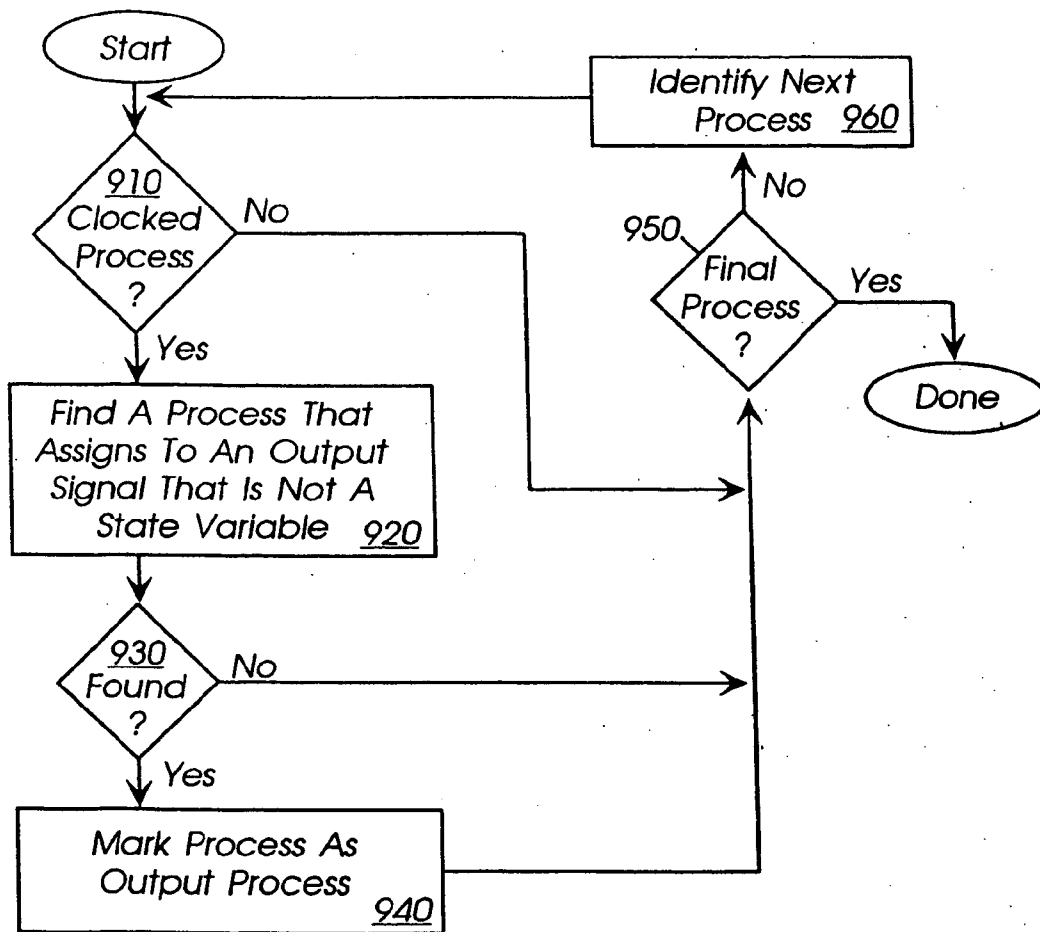 Start
Identify Next
Process 960
910
Clocked
Process
?
No
Yes
950
Final
Process
?
No
Yes
Done
Find A Process That
Assigns To An Output
Signal That Is Not A
State Variable 920
930
Found
?
No
Yes
Mark Process As
Output Process
940